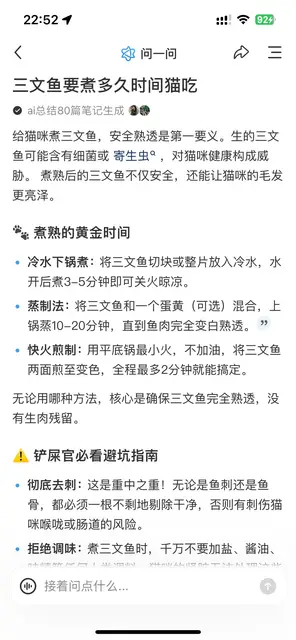 22:52
92
问一问
三文鱼要煮多久时间猫吃
ai总结80篇笔记生成
给猫咪煮三文鱼，安全熟透是第一要义。生的三文
鱼可能含有细菌或 寄生虫 ，对猫咪健康构成威
胁。 煮熟后的三文鱼不仅安全，还能让猫咪的毛发
更亮泽。
🐾 煮熟的黄金时间
• 冷水下锅煮：将三文鱼切块或整片放入冷水，水
开后煮3-5分钟即可关火晾凉。
• 蒸制法：将三文鱼和一个蛋黄（可选）混合，上
锅蒸10-20分钟，直到鱼肉完全变白熟透。 ”
• 快火煎制：用平底锅最小火，不加油，将三文鱼
两面煎至变色，全程最多2分钟就能搞定。
无论用哪种方法，核心是确保三文鱼完全熟透，没
有生肉残留。
⚠️ 铲屎官必看避坑指南
• 彻底去刺：这是重中之重！无论是鱼刺还是鱼
骨，都必须一根不剩地剔除干净，否则有刺伤猫
咪喉咙或肠道的风险。
• 拒绝调味：煮三文鱼时，千万不要加盐、酱油、
接着问点什么...